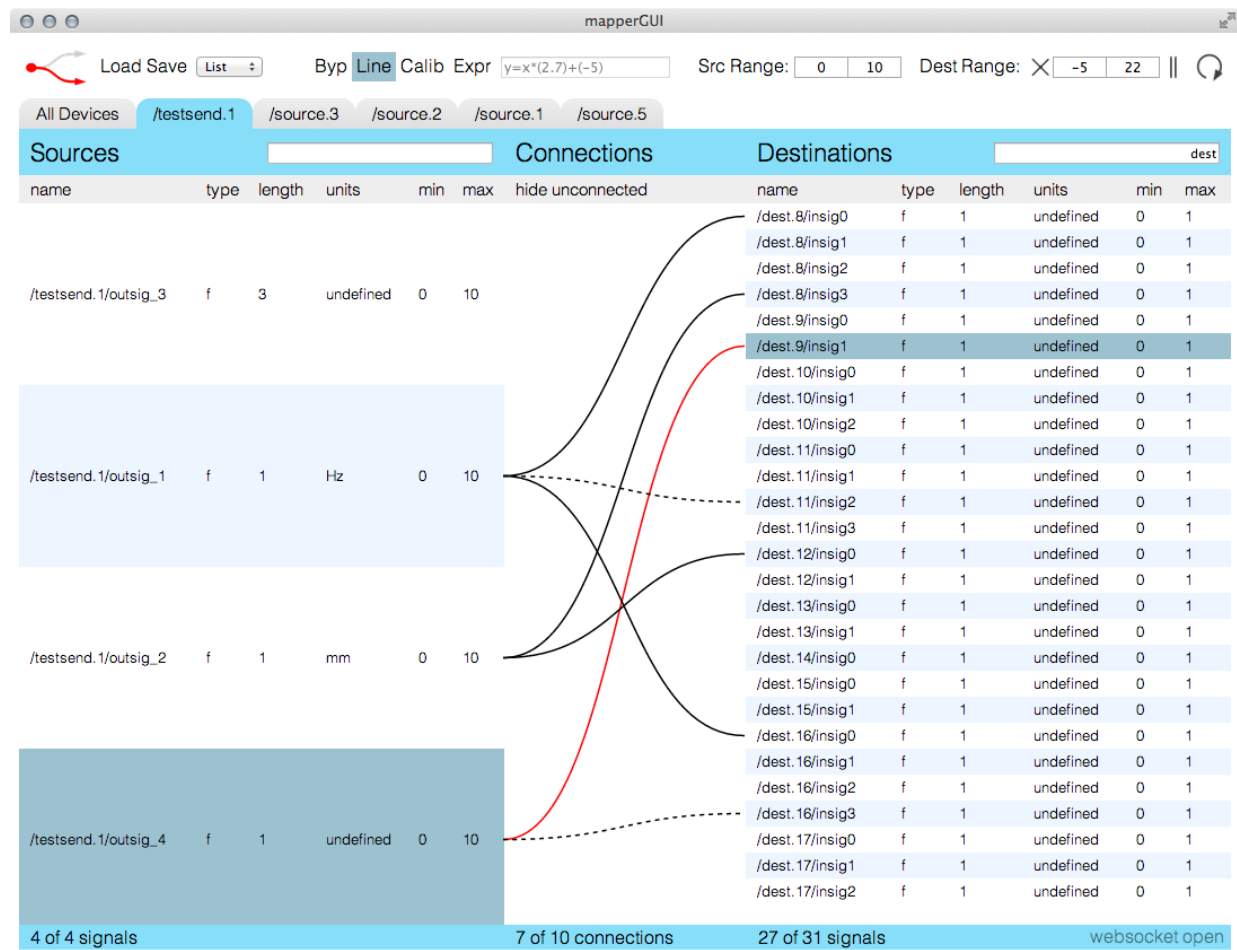 mapperGUI
Load Save List Byp Line Calib Expr y=x*(2.7)+(-5) Src Range: 0 10 Dest Range: -5 22
All Devices /testsend.1 /source.3 /source.2 /source.1 /source.5
Sources Connections Destinations dest
name type length units min max hide unconnected name type length units min max
/dest.8/insig0 f 1 undefined 0 1
/dest.8/insig1 f 1 undefined 0 1
/dest.8/insig2 f 1 undefined 0 1
/testsend.1/outsig_3 f 3 undefined 0 10 /dest.8/insig3 f 1 undefined 0 1
/dest.9/insig0 f 1 undefined 0 1
/dest.9/insig1 f 1 undefined 0 1
/dest.10/insig0 f 1 undefined 0 1
/dest.10/insig1 f 1 undefined 0 1
/dest.10/insig2 f 1 undefined 0 1
/dest.11/insig0 f 1 undefined 0 1
/testsend.1/outsig_1 f 1 Hz 0 10 /dest.11/insig1 f 1 undefined 0 1
/dest.11/insig2 f 1 undefined 0 1
/dest.11/insig3 f 1 undefined 0 1
/dest.12/insig0 f 1 undefined 0 1
/dest.12/insig1 f 1 undefined 0 1
/dest.13/insig0 f 1 undefined 0 1
/dest.13/insig1 f 1 undefined 0 1
/testsend.1/outsig_2 f 1 mm 0 10 /dest.14/insig0 f 1 undefined 0 1
/dest.15/insig0 f 1 undefined 0 1
/dest.15/insig1 f 1 undefined 0 1
/dest.16/insig0 f 1 undefined 0 1
/dest.16/insig1 f 1 undefined 0 1
/dest.16/insig2 f 1 undefined 0 1
/dest.16/insig3 f 1 undefined 0 1
/testsend.1/outsig_4 f 1 undefined 0 10 /dest.17/insig0 f 1 undefined 0 1
/dest.17/insig1 f 1 undefined 0 1
/dest.17/insig2 f 1 undefined 0 1
4 of 4 signals 7 of 10 connections 27 of 31 signals websocket open